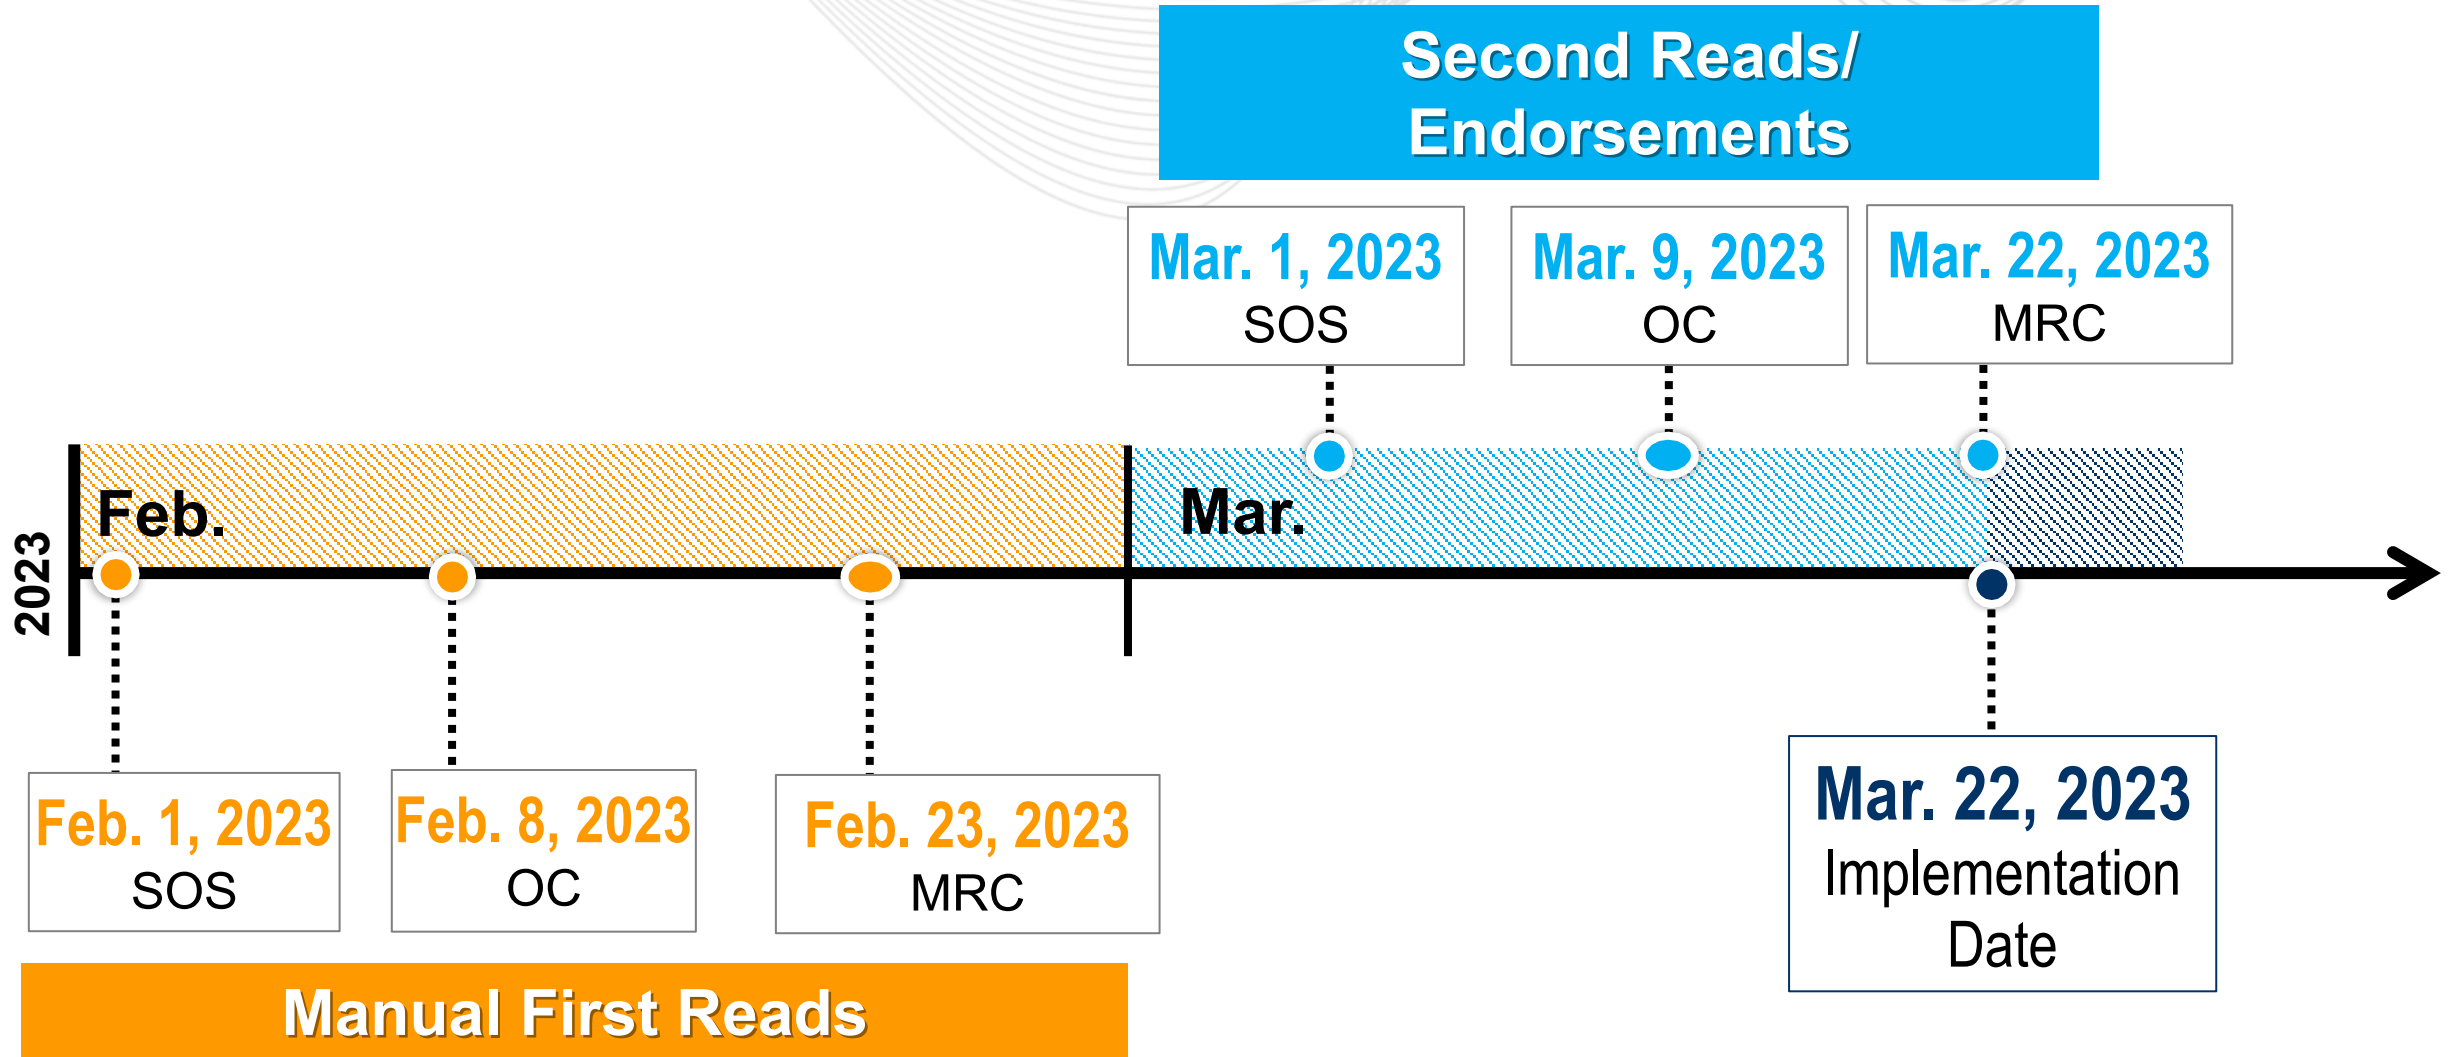 Second Reads/
Endorsements
Mar. 1, 2023
SOS
Mar. 9, 2023
OC
Mar. 22, 2023
MRC
2023
Feb.
Mar.
Feb. 1, 2023
SOS
Feb. 8, 2023
OC
Feb. 23, 2023
MRC
Mar. 22, 2023
Implementation
Date
Manual First Reads